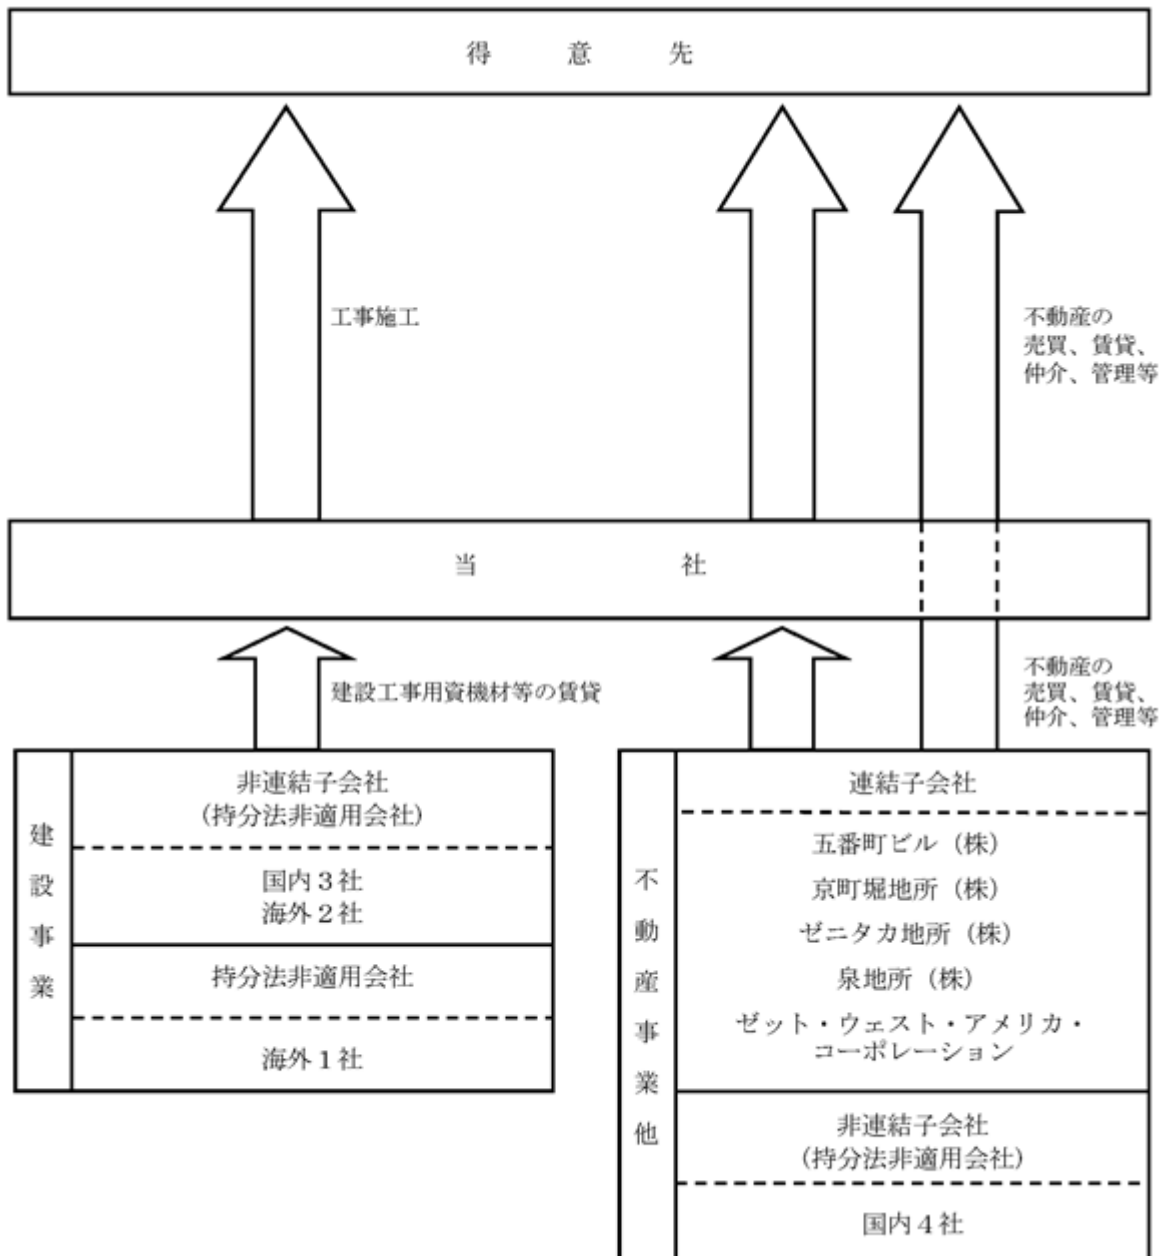 得意先
工事施工
不動産の
売買、賃貸、
仲介、管理等
当社
建設工事用資機材等の賃貸
不動産の
売買、賃貸、
仲介、管理等
建設事業
非連結子会社
(持分法非適用会社)
国内3社
海外2社
持分法非適用会社
海外1社
不動産事業他
連結子会社
五番町ビル（株）
京町堀地所（株）
ゼニタカ地所（株）
泉地所（株）
ゼット・ウェスト・アメリカ・
コーポレーション
非連結子会社
(持分法非適用会社)
国内4社